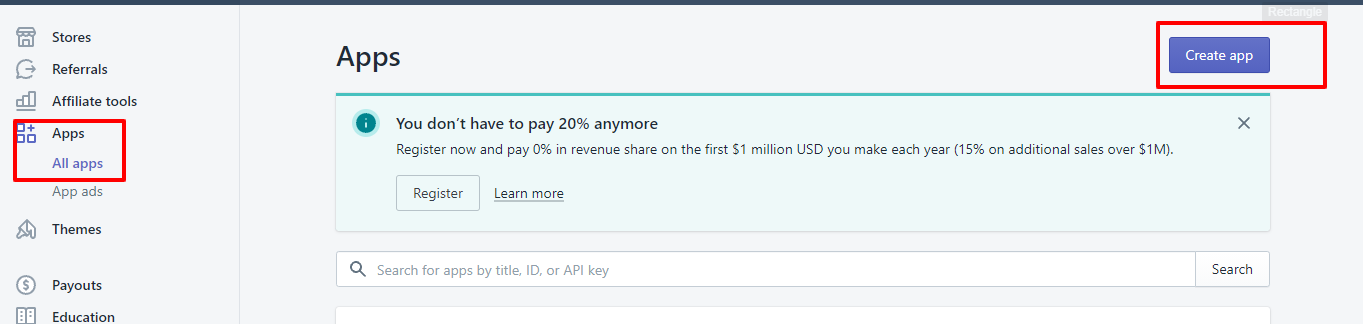 Rectangle
Stores
Referrals
Affiliate tools
Apps
All apps
App ads
Themes
Payouts
Education
Apps
Create app
You don’t have to pay 20% anymore
Register now and pay 0% in revenue share on the first $1 million USD you make each year (15% on additional sales over $1M).
Register
Learn more
Search for apps by title, ID, or API key
Search